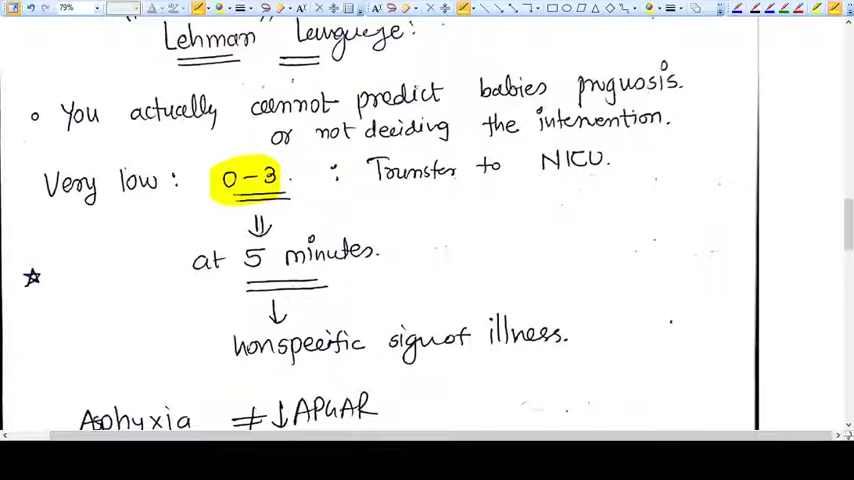 79%
"Lehman" Language:
You actually cannot predict babies prognosis.
or not deciding the intervention.
Very low : 0-3 : Transfer to NICU.
at 5 minutes.
nonspecific sign of illness.
Asphyxia ≠ ↓APGAR